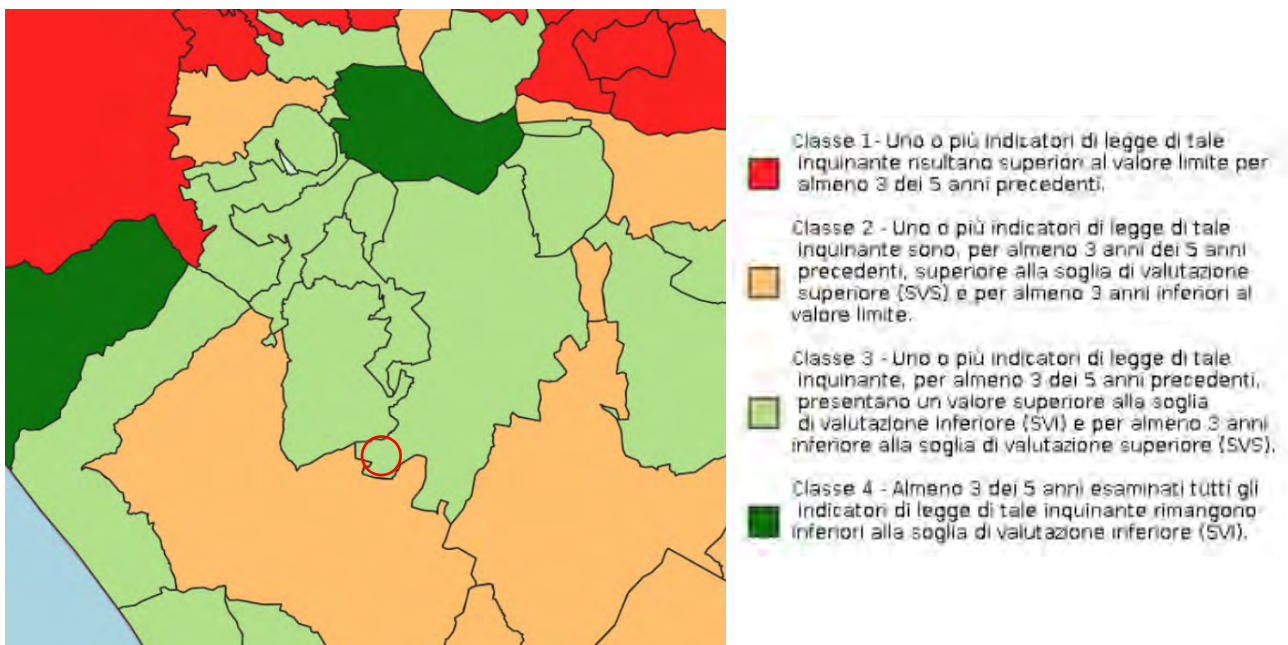 Classe 1 - Uno o più indicatori di legge di tale
inquinante risultano superiori al valore limite per
almeno 3 dei 5 anni precedenti.
Classe 2 - Uno o più indicatori di legge di tale
inquinante sono, per almeno 3 anni dei 5 anni
precedenti, superiore alla soglia di valutazione
superiore (SVS) e per almeno 3 anni inferiori al
valore limite.
Classe 3 - Uno o più indicatori di legge di tale
inquinante, per almeno 3 dei 5 anni precedenti,
presentano un valore superiore alla soglia
di valutazione inferiore (SVI) e per almeno 3 anni
inferiore alla soglia di valutazione superiore (SVS).
Classe 4 - Almeno 3 dei 5 anni esaminati tutti gli
indicatori di legge di tale inquinante rimangono
inferiori alla soglia di valutazione inferiore (SVI).